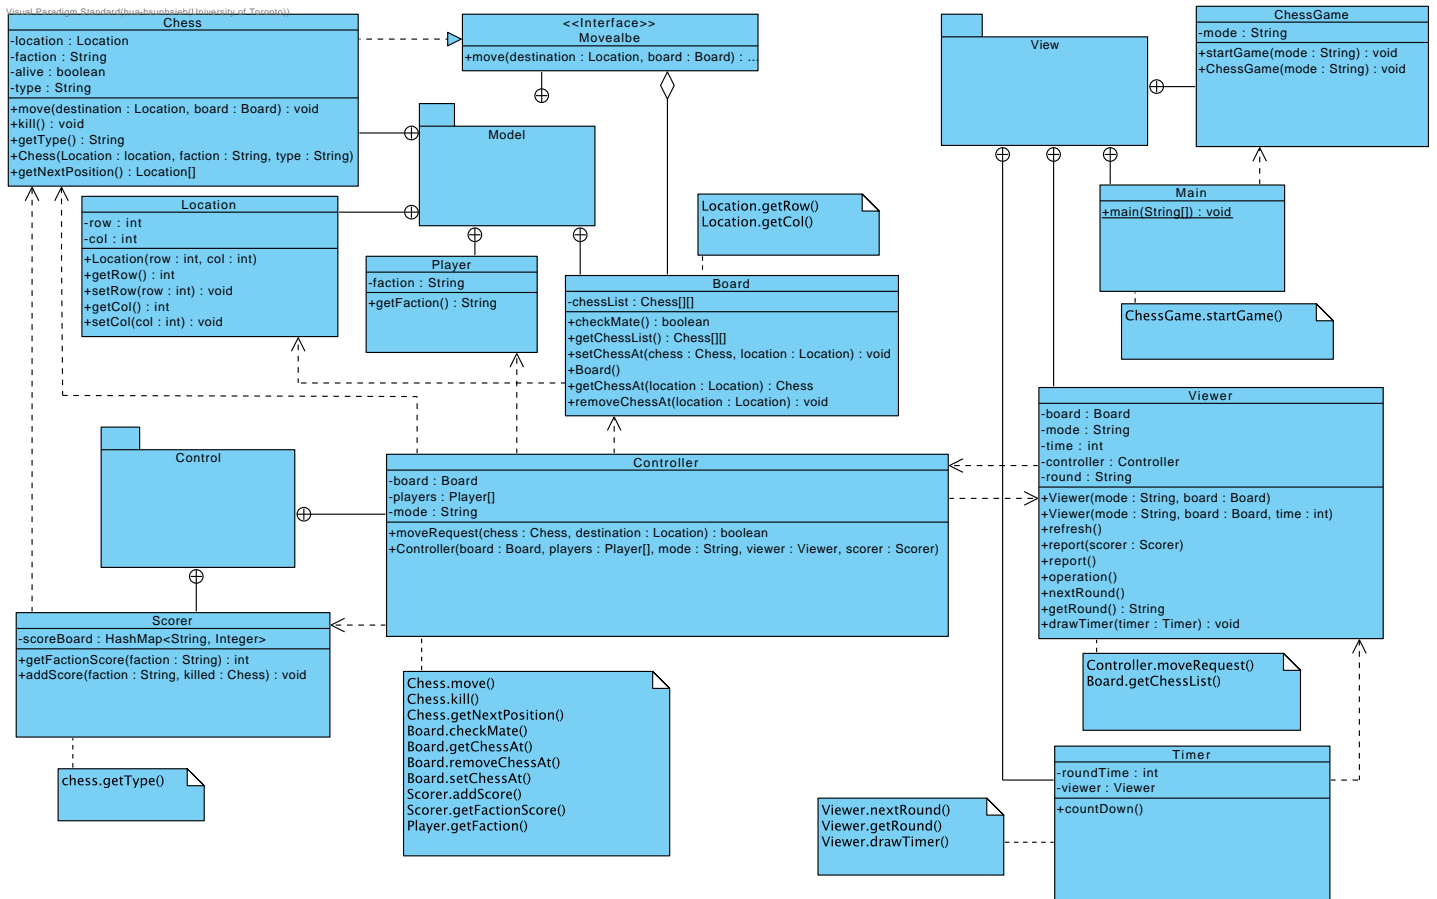 Visual Paradigm Standard(hua-hsunhsieh(University of Toronto))
Chess
-location : Location
-faction : String
-alive : boolean
-type : String
+move(destination : Location, board : Board) : void
+kill() : void
+getType() : String
+Chess(Location : location, faction : String, type : String)
+getNextPosition() : Location[]
<<Interface>>
Movealbe
+move(destination : Location, board : Board) : ...
View
ChessGame
-mode : String
+startGame(mode : String) : void
+ChessGame(mode : String) : void
Model
Main
+main(String[]) : void
ChessGame.startGame()
Location
-row : int
-col : int
+Location(row : int, col : int)
+getRow() : int
+setRow(row : int) : void
+getCol() : int
+setCol(col : int) : void
Location.getRow()
Location.getCol()
Player
-faction : String
+getFaction() : String
Board
-chessList : Chess[][]
+checkMate() : boolean
+getChessList() : Chess[][]
+setChessAt(chess : Chess, location : Location) : void
+Board()
+getChessAt(location : Location) : Chess
+removeChessAt(location : Location) : void
Viewer
-board : Board
-mode : String
-time : int
-controller : Controller
-round : String
+Viewer(mode : String, board : Board)
+Viewer(mode : String, board : Board, time : int)
+refresh()
+report(scorer : Scorer)
+report()
+operation()
+nextRound()
+getRound() : String
+drawTimer(timer : Timer) : void
Control
Controller
-board : Board
-players : Player[]
-mode : String
+moveRequest(chess : Chess, destination : Location) : boolean
+Controller(board : Board, players : Player[], mode : String, viewer : Viewer, scorer : Scorer)
Scorer
-scoreBoard : HashMap<String, Integer>
+getFactionScore(faction : String) : int
+addScore(faction : String, killed : Chess) : void
chess.getType()
Chess.move()
Chess.kill()
Chess.getNextPosition()
Board.checkMate()
Board.getChessAt()
Board.removeChessAt()
Board.setChessAt()
Scorer.addScore()
Scorer.getFactionScore()
Player.getFaction()
Controller.moveRequest()
Board.getChessList()
Timer
-roundTime : int
-viewer : Viewer
+countDown()
Viewer.nextRound()
Viewer.getRound()
Viewer.drawTimer()